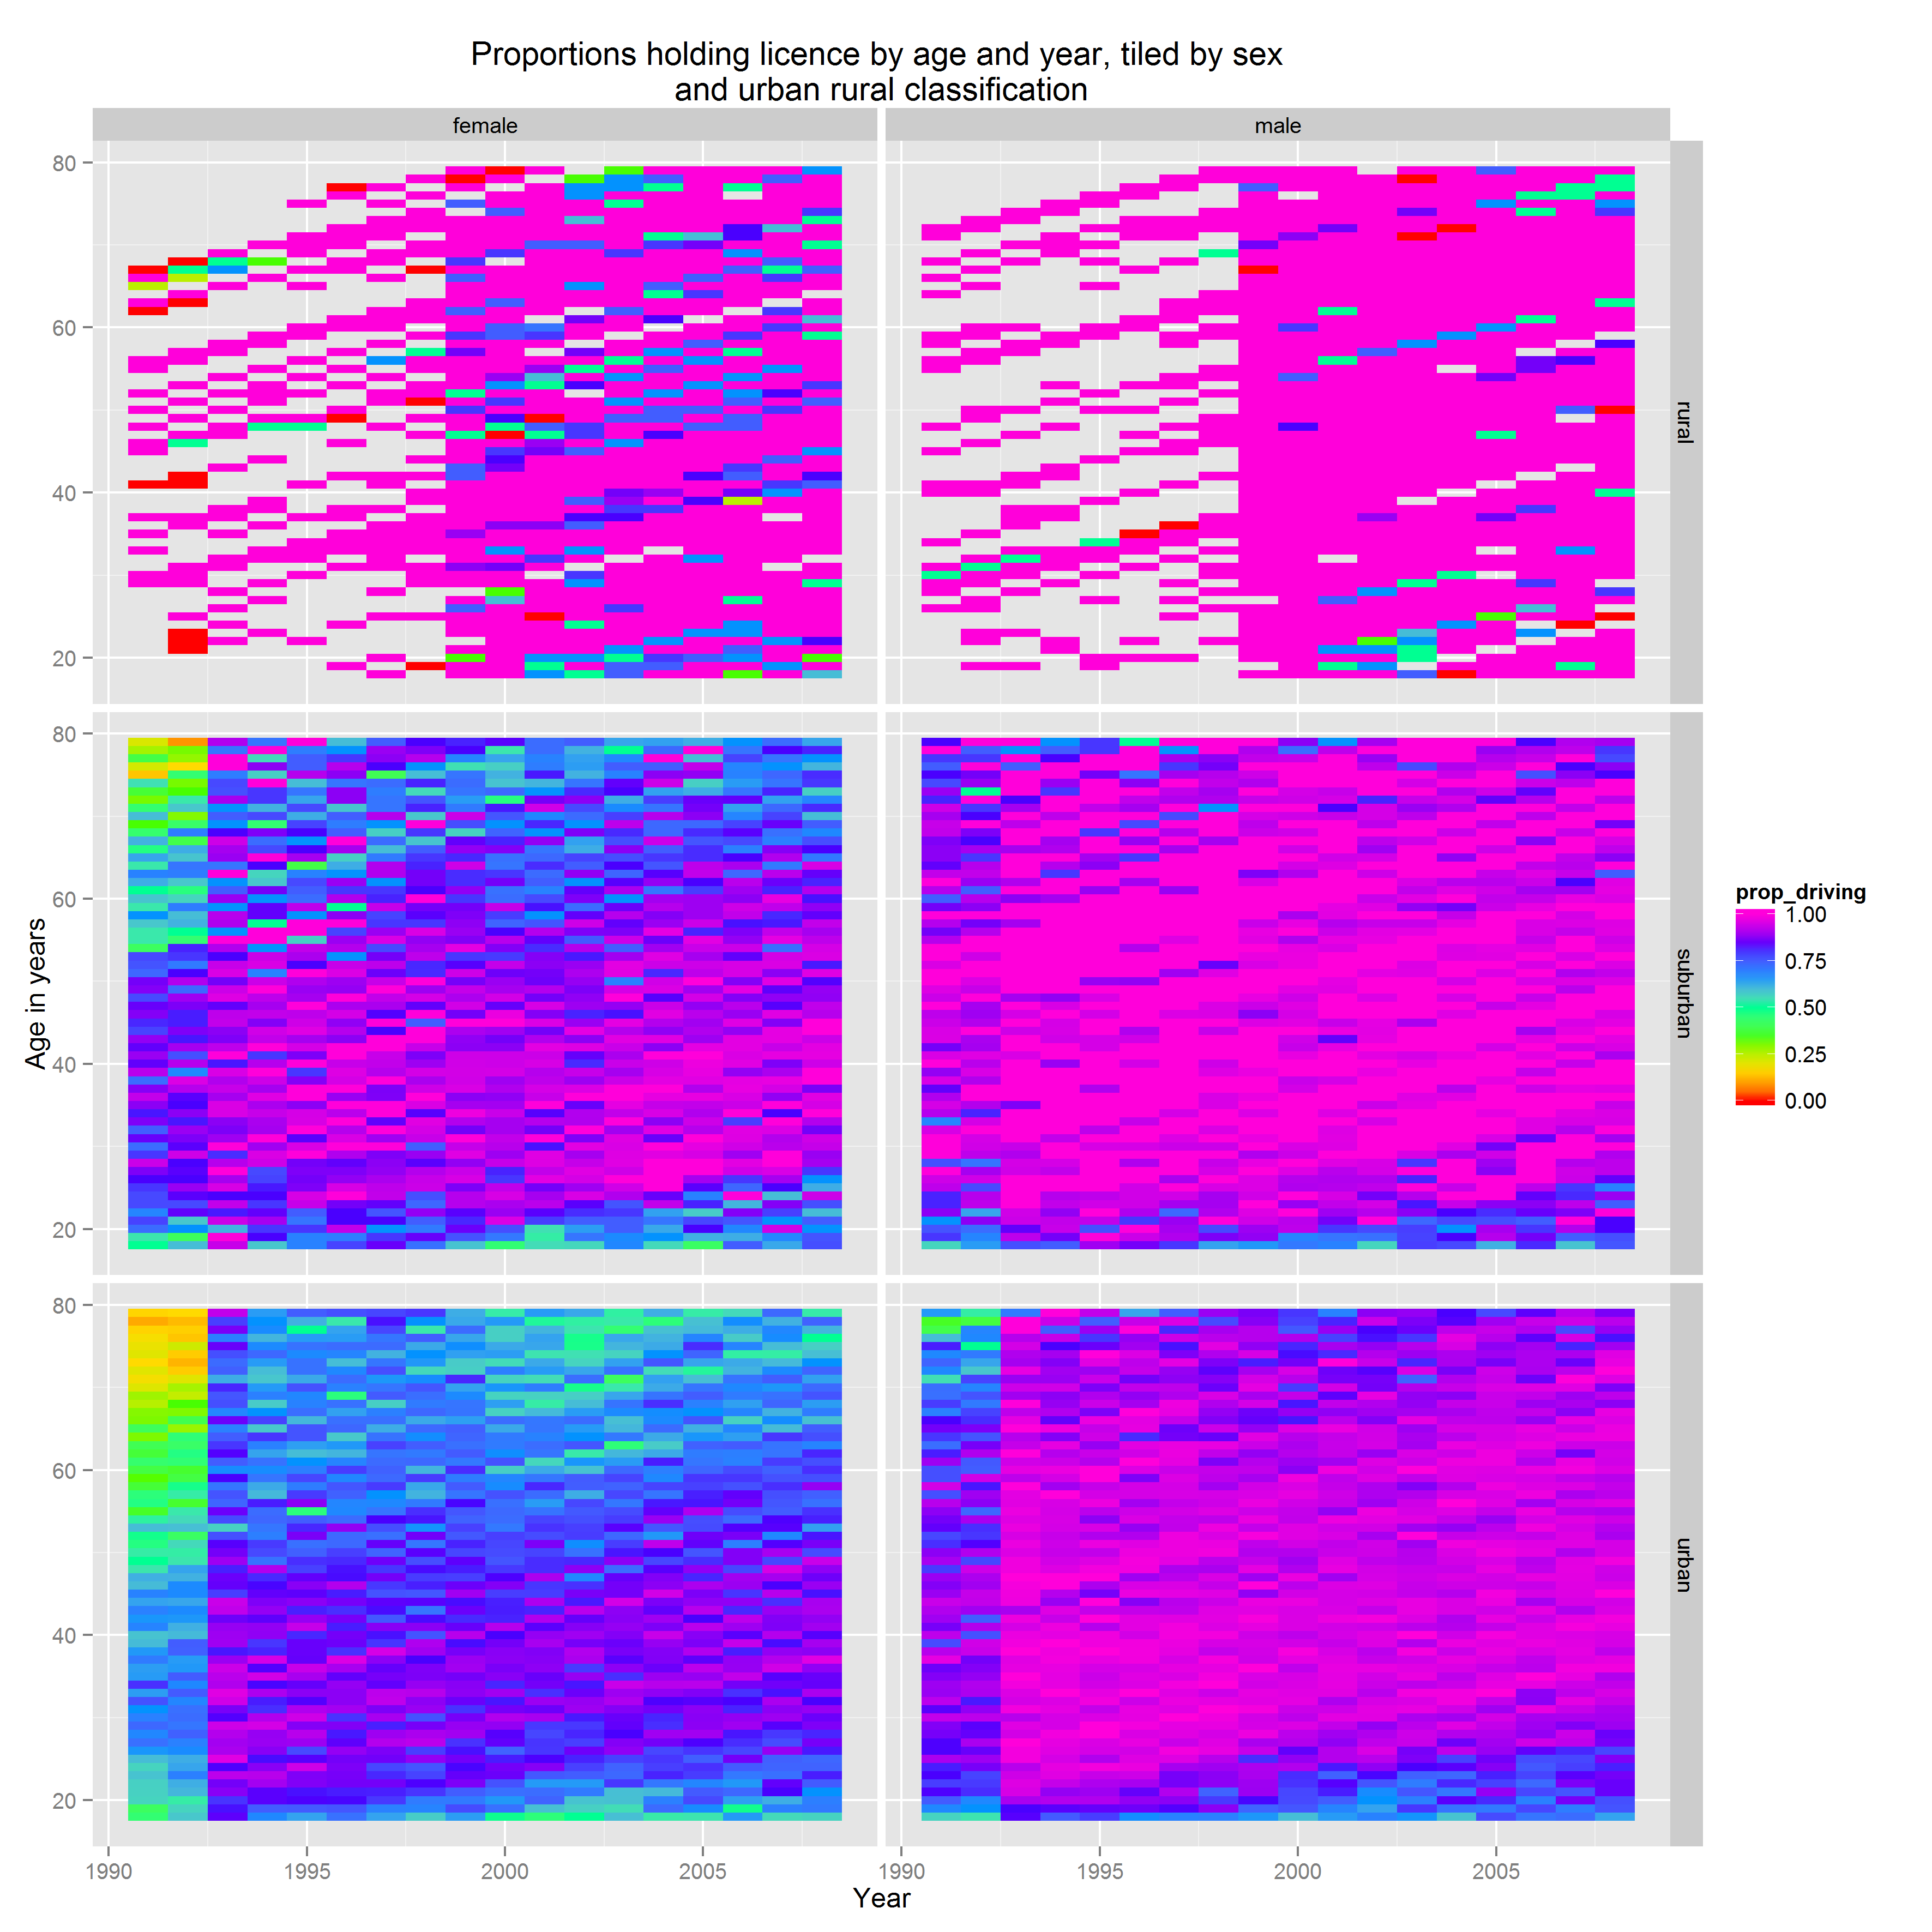 Proportions holding licence by age and year, tiled by sex
and urban rural classification
female
male
80
60
40
20
rural
80
60
40
20
suburban
80
60
40
20
urban
Age in years
1990
1995
2000
2005
1990
1995
2000
2005
Year
prop_driving
1.00
0.75
0.50
0.25
0.00